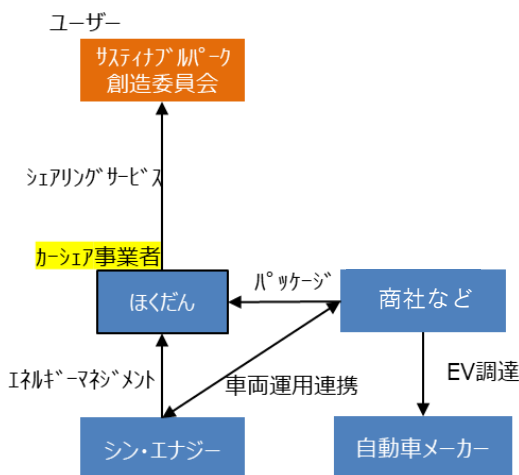 ユーザー
ｻｽﾃｨﾅﾌﾞﾙﾊﾟｰｸ
創造委員会
ｼｪｱﾘﾝｸﾞｻｰﾋﾞｽ
ｶｰｼｪｱ事業者
ほくだん
ﾊﾟｯｹｰｼﾞ
商社など
ｴﾈﾙｷﾞｰﾏﾈｼﾞﾒﾝﾄ
車両運用連携
EV調達
シン・エナジー
自動車メーカー